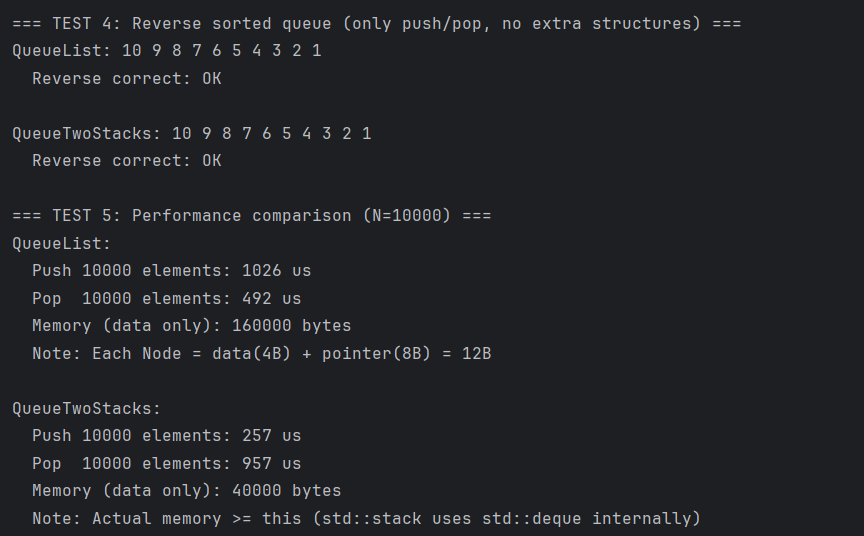 === TEST 4: Reverse sorted queue (only push/pop, no extra structures) ===
QueueList: 10 9 8 7 6 5 4 3 2 1
  Reverse correct: OK

QueueTwoStacks: 10 9 8 7 6 5 4 3 2 1
  Reverse correct: OK

=== TEST 5: Performance comparison (N=10000) ===
QueueList:
  Push 10000 elements: 1026 us
  Pop  10000 elements: 492 us
  Memory (data only): 160000 bytes
  Note: Each Node = data(4B) + pointer(8B) = 12B

QueueTwoStacks:
  Push 10000 elements: 257 us
  Pop  10000 elements: 957 us
  Memory (data only): 40000 bytes
  Note: Actual memory >= this (std::stack uses std::deque internally)